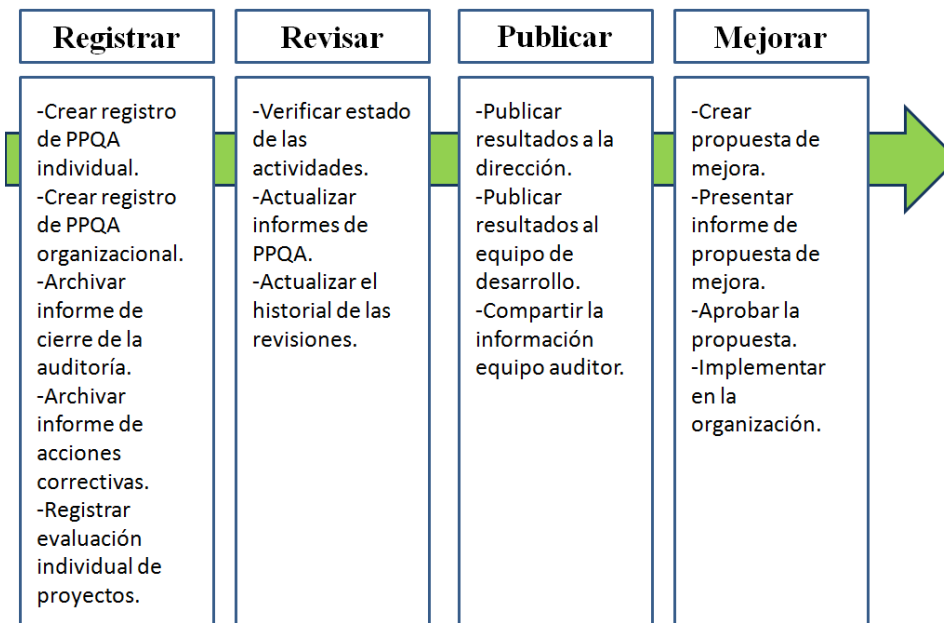 Registrar
-Crear registro
de PPQA
individual.
-Crear registro
de PPQA
organizacional.
-Archivar
informe de
cierre de la
auditoría.
-Archivar
informe de
acciones
correctivas.
-Registrar
evaluación
individual de
proyectos.
Revisar
-Verificar estado
de las
actividades.
-Actualizar
informes de
PPQA.
-Actualizar el
historial de las
revisiones.
Publicar
-Publicar
resultados a la
dirección.
-Publicar
resultados al
equipo de
desarrollo.
-Compartir la
información
equipo auditor.
Mejorar
-Crear
propuesta de
mejora.
-Presentar
informe de
propuesta de
mejora.
-Aprobar la
propuesta.
-Implementar
en la
organización.